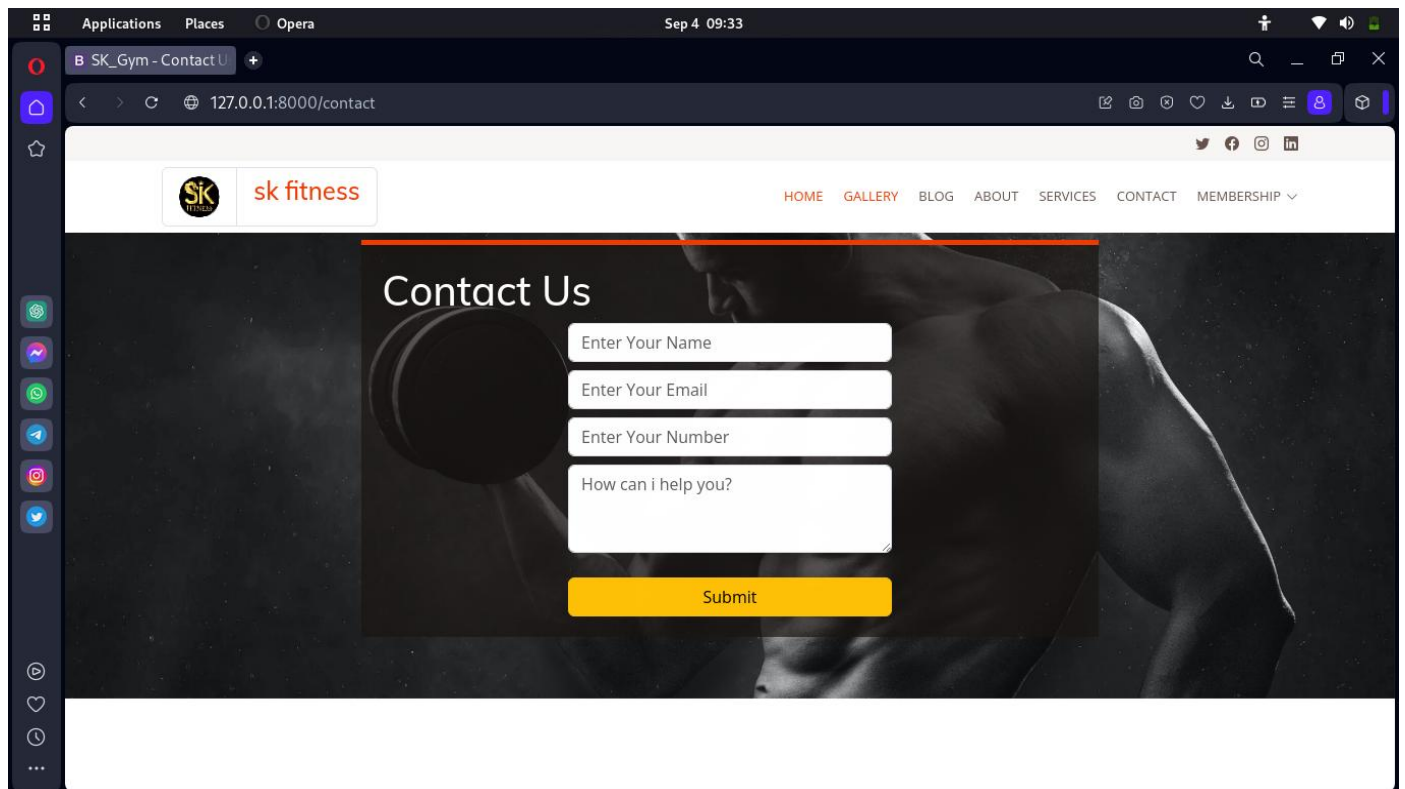 Applications Places Opera Sep 4 09:33
SK_Gym - Contact U
127.0.0.1:8000/contact
SK
FITNESS
sk fitness
HOME GALLERY BLOG ABOUT SERVICES CONTACT MEMBERSHIP
Contact Us
Enter Your Name
Enter Your Email
Enter Your Number
How can i help you?
Submit